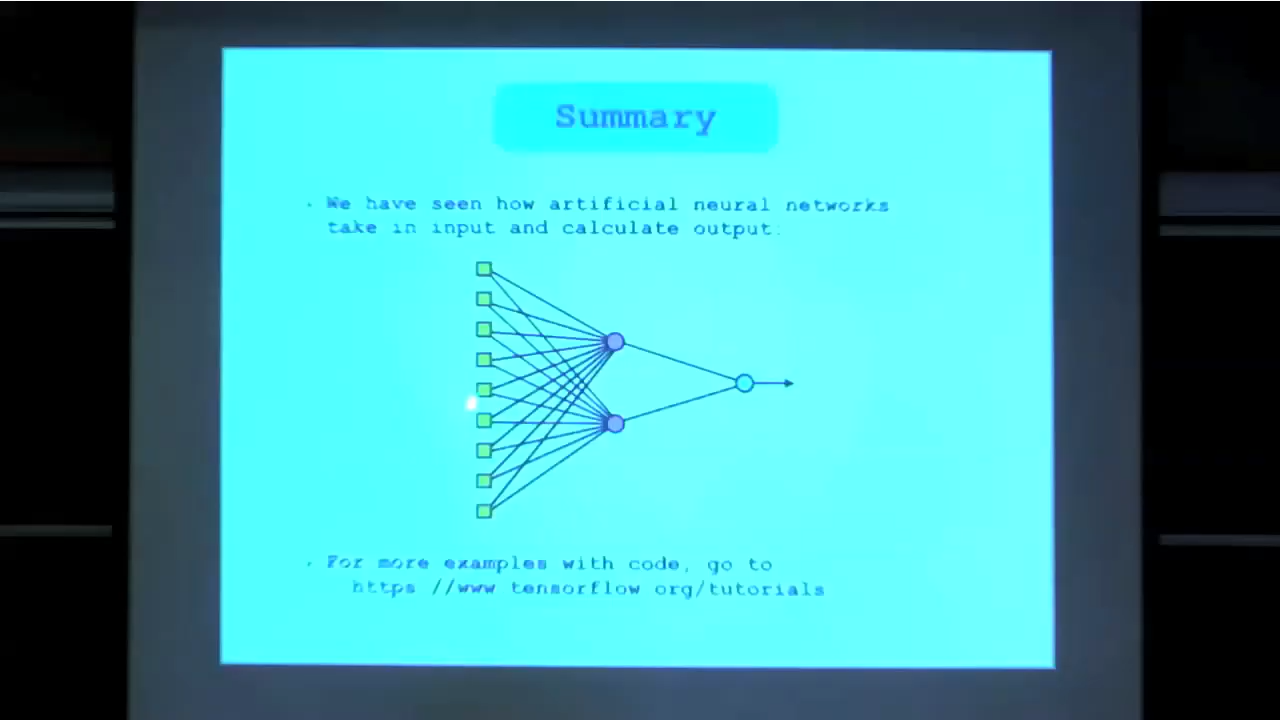 Summary
We have seen how artificial neural networks
take in input and calculate output:
For more examples with code, go to
https://www.tensorflow.org/tutorials